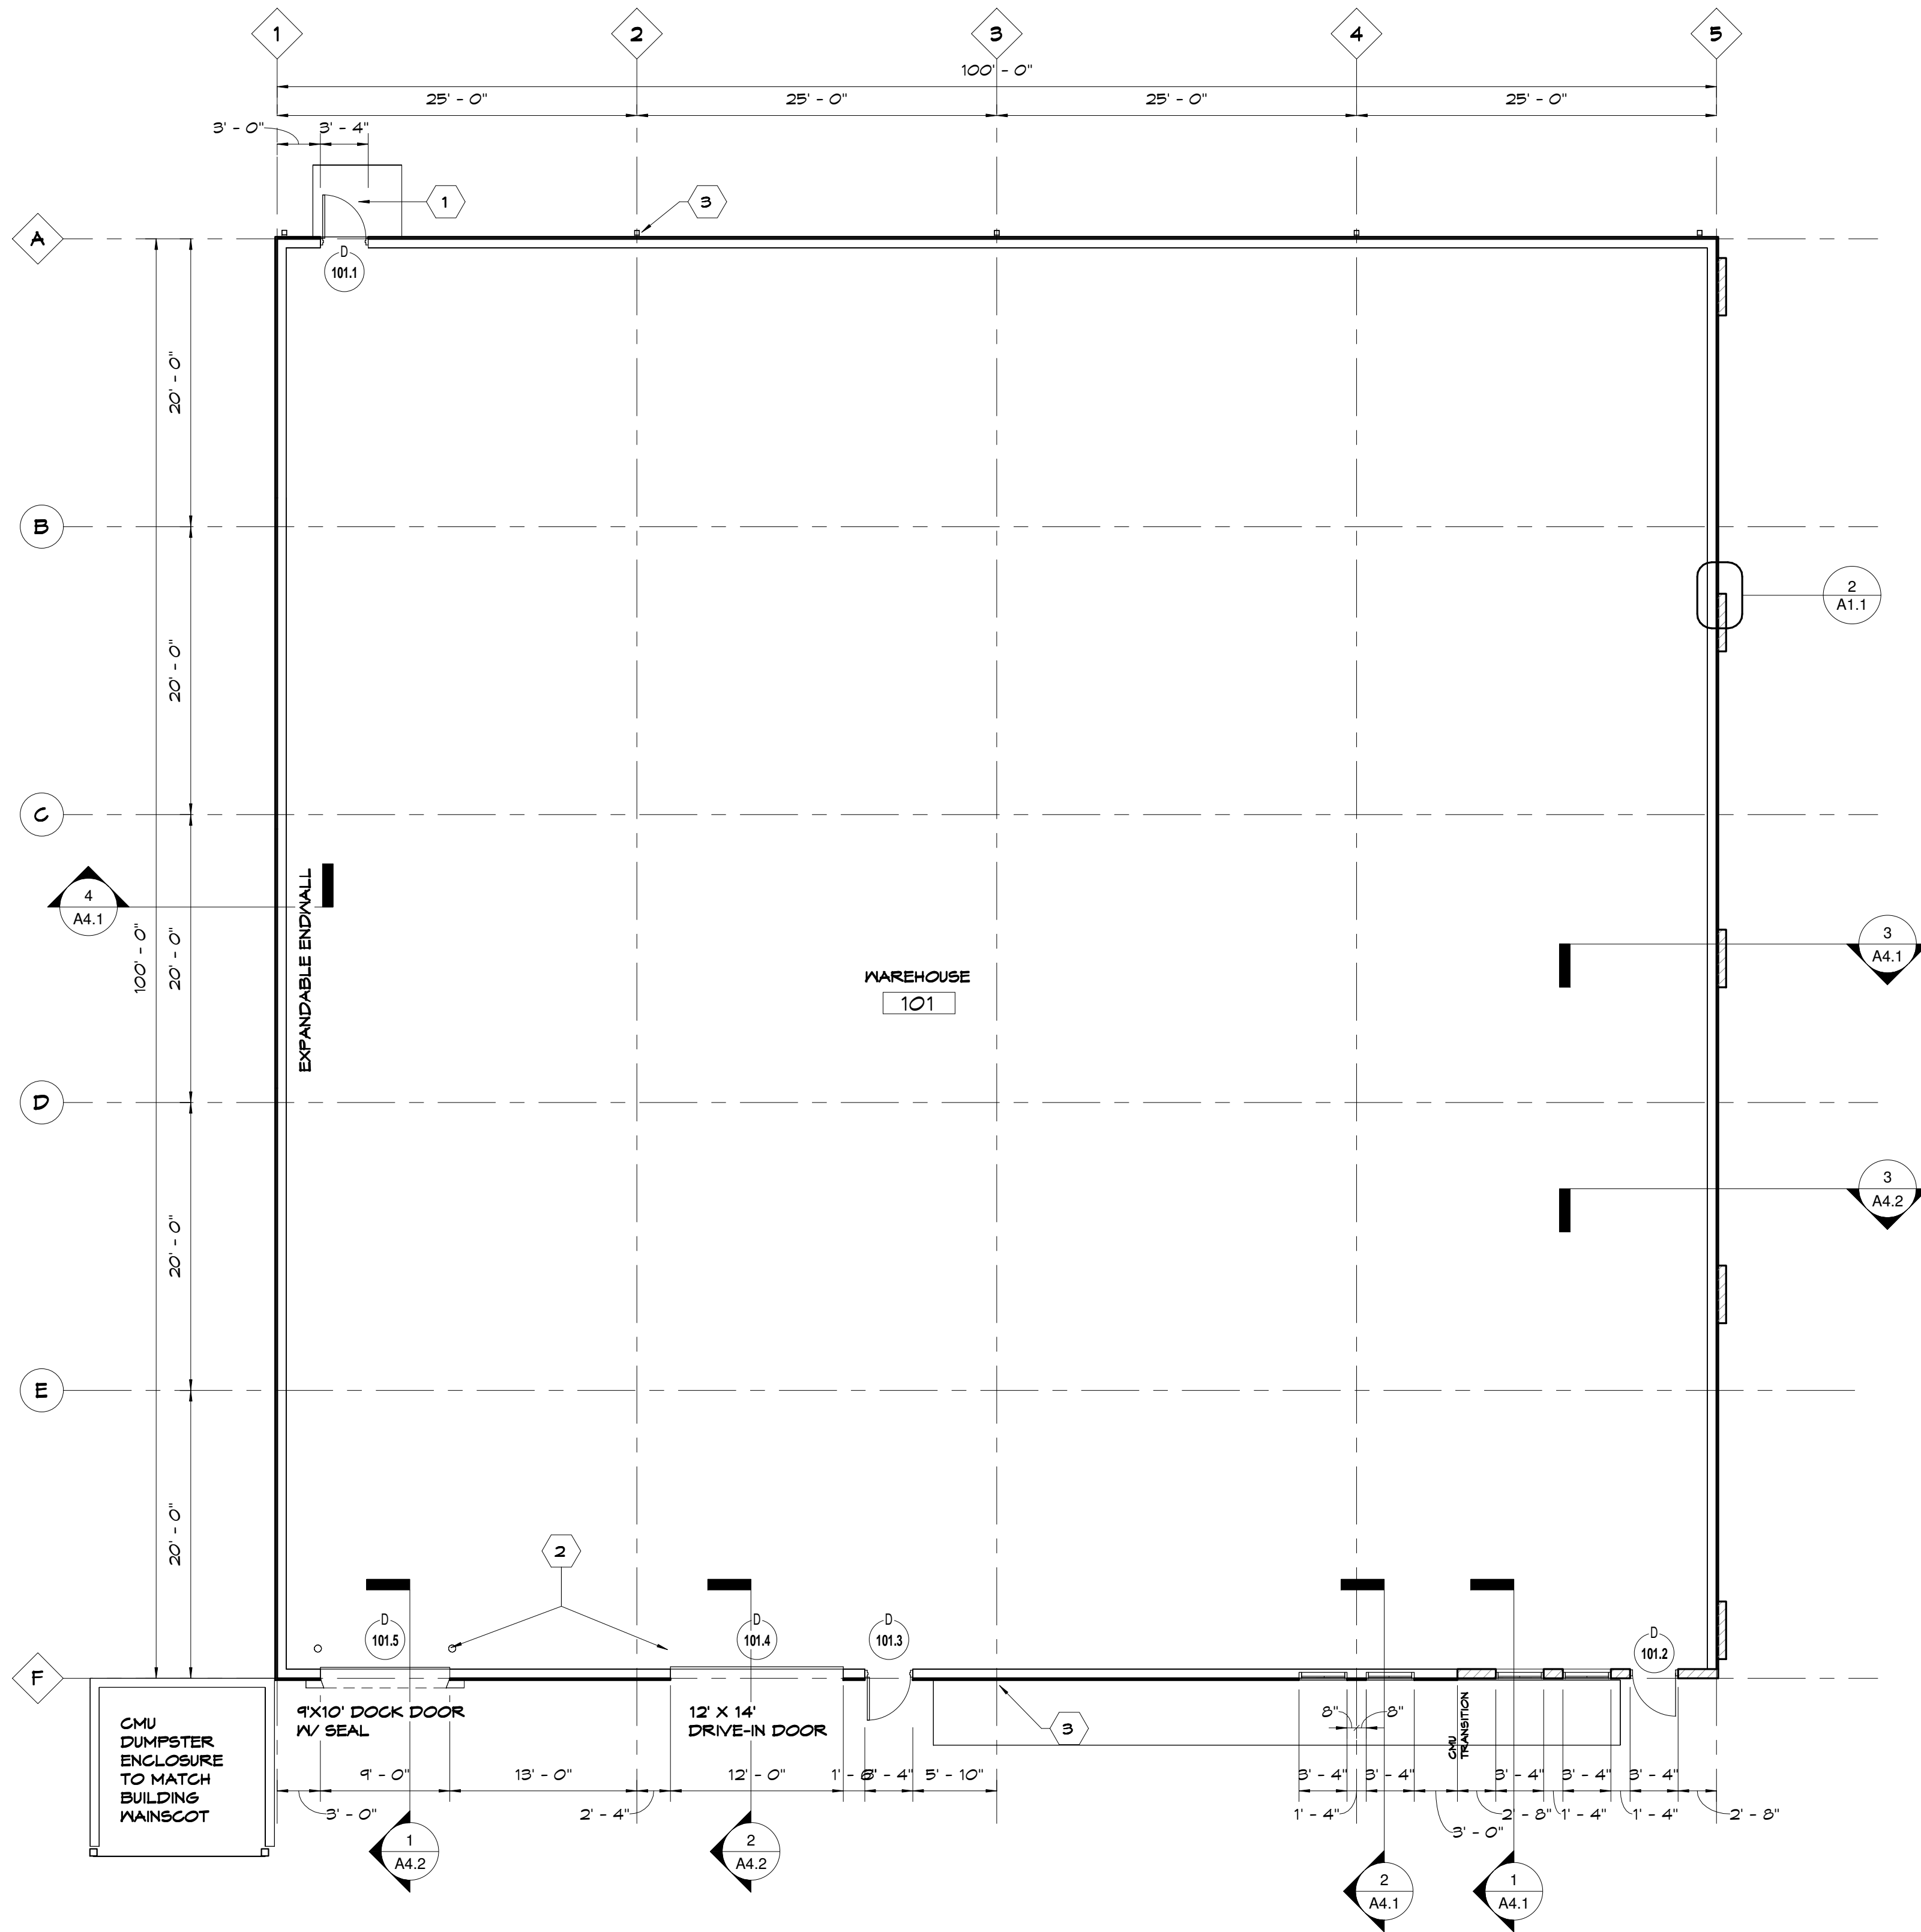 1
2
3
4
5
100' - 0"
25' - 0"
25' - 0"
25' - 0"
25' - 0"
3' - 0"
3' - 4"
1
3
A
D
101.1
20' - 0"
B
2
A1.1
20' - 0"
C
4
A4.1
EXPANDABLE ENDWALL
100' - 0"
20' - 0"
3
A4.1
WAREHOUSE
101
D
3
A4.2
20' - 0"
E
20' - 0"
2
D
101.5
D
101.4
D
101.3
D
101.2
F
9'X10' DOCK DOOR
W/ SEAL
12' X 14'
DRIVE-IN DOOR
3
8"
8"
CMU
TRANSITION
CMU
DUMPSTER
ENCLOSURE
TO MATCH
BUILDING
WAINSCOT
9' - 0"
13' - 0"
12' - 0"
1' - 6"
3' - 4"
5' - 10"
3' - 4"
3' - 4"
3' - 4"
3' - 4"
3' - 4"
3' - 0"
2' - 4"
1' - 4"
3' - 0"
2' - 8"
1' - 4"
1' - 4"
2' - 8"
1
A4.2
2
A4.2
2
A4.1
1
A4.1